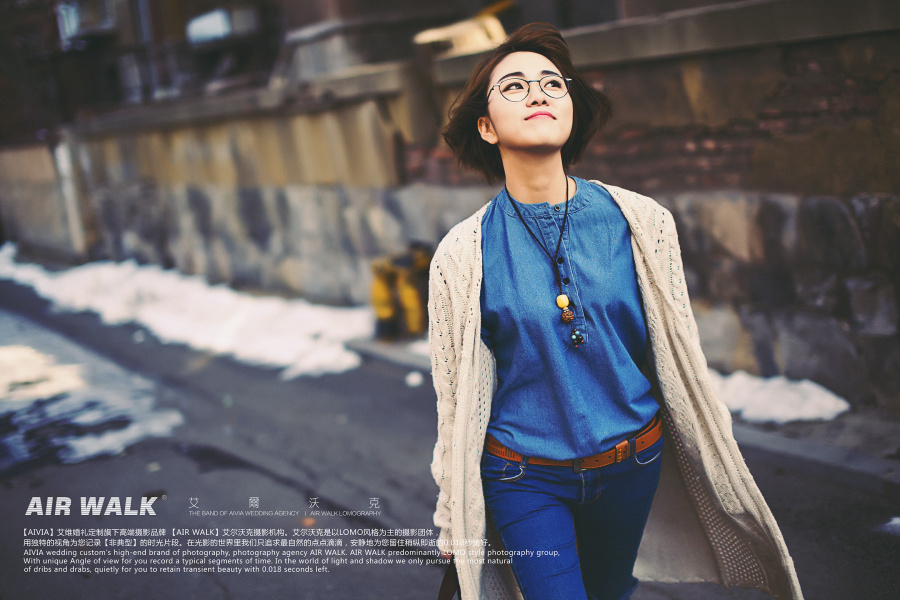 AIR WALK®
艾 爾 沃 克
THE BAND OF AIVIA WEDDING AGENCY | AIR WALK LOMOGRAPHY
【AIVIA】艾维婚礼定制旗下高端摄影品牌 【AIR WALK】艾尔沃克摄影机构。艾尔沃克是以LOMO风格为主的摄影团体，
用独特的视角为您记录【非典型】的时光片段。在光影的世界里我们只追求最自然的点点滴滴，安静地为您留住稍纵即逝的0.018秒美好。
AIVIA wedding custom's high-end brand of photography, photography agency AIR WALK. AIR WALK predominantly LOMO style photography group,
With unique Angle of view for you record a typical segments of time. In the world of light and shadow we only pursue the most natural
of dribs and drabs, quietly for you to retain transient beauty with 0.018 seconds left.